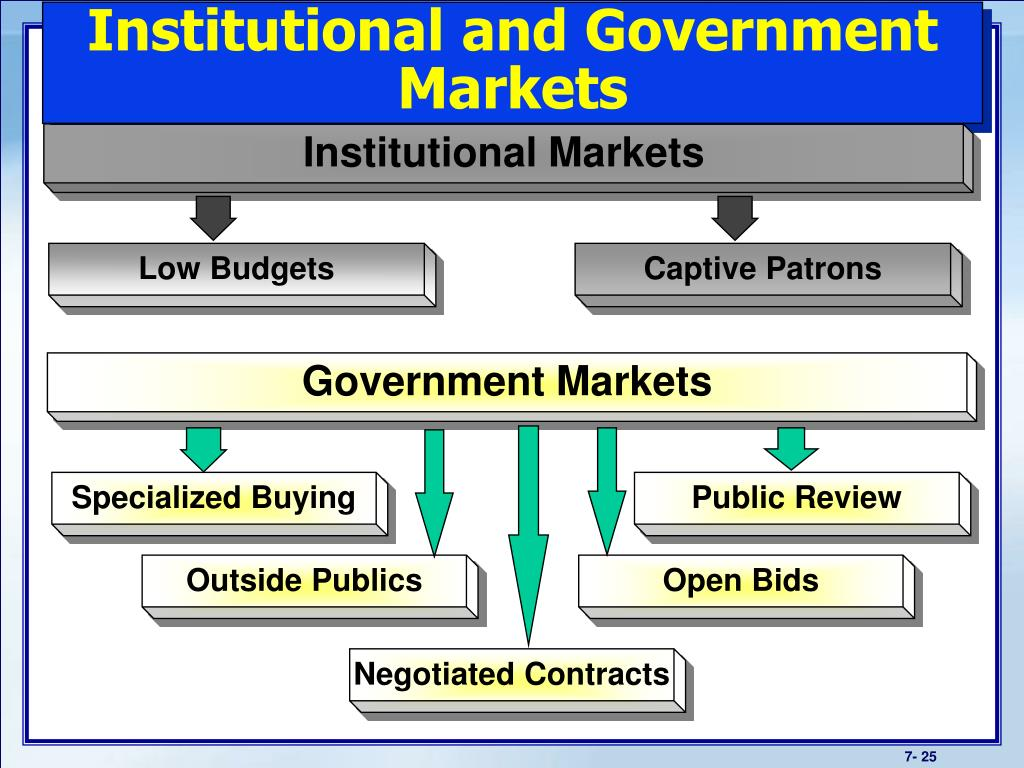 Institutional and Government
Markets
Institutional Markets
Low Budgets
Captive Patrons
Government Markets
Specialized Buying
Public Review
Outside Publics
Open Bids
Negotiated Contracts
7- 25